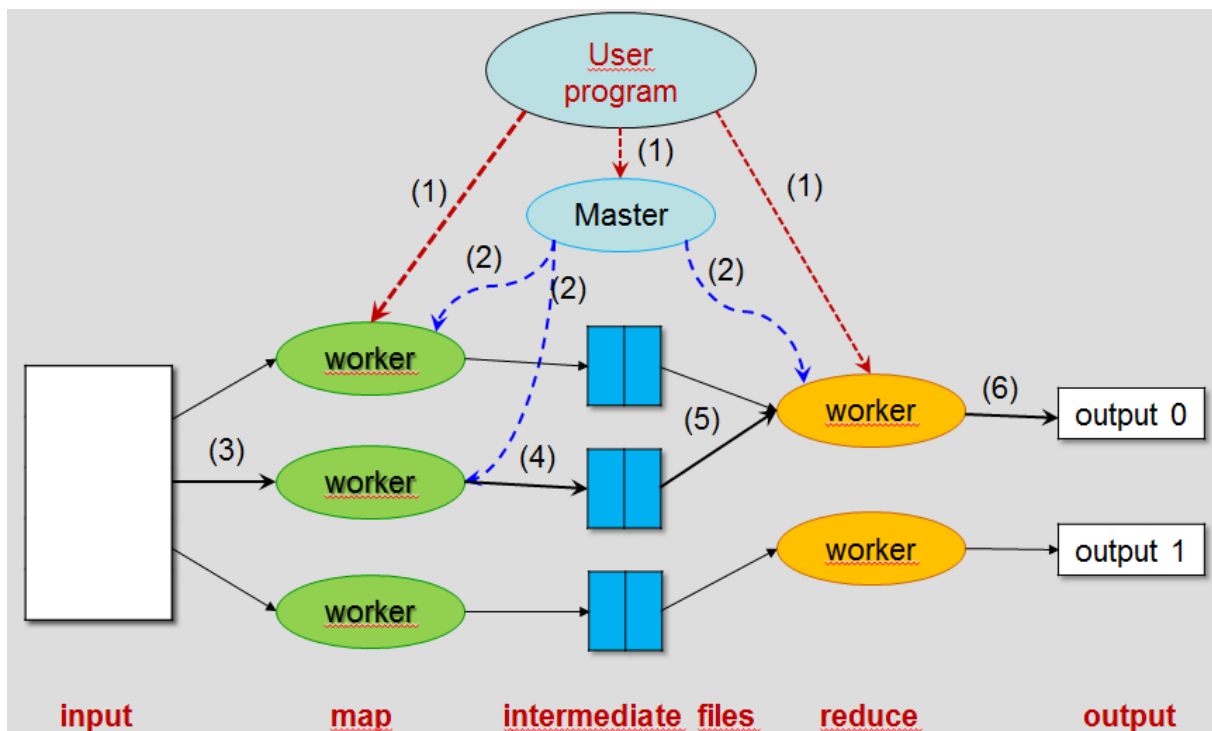 User
program
(1)
(1)
(1)
Master
(2)
(2)
(2)
worker
worker
(6)
output 0
(3)
worker
(4)
(5)
worker
output 1
worker
input map intermediate files reduce output